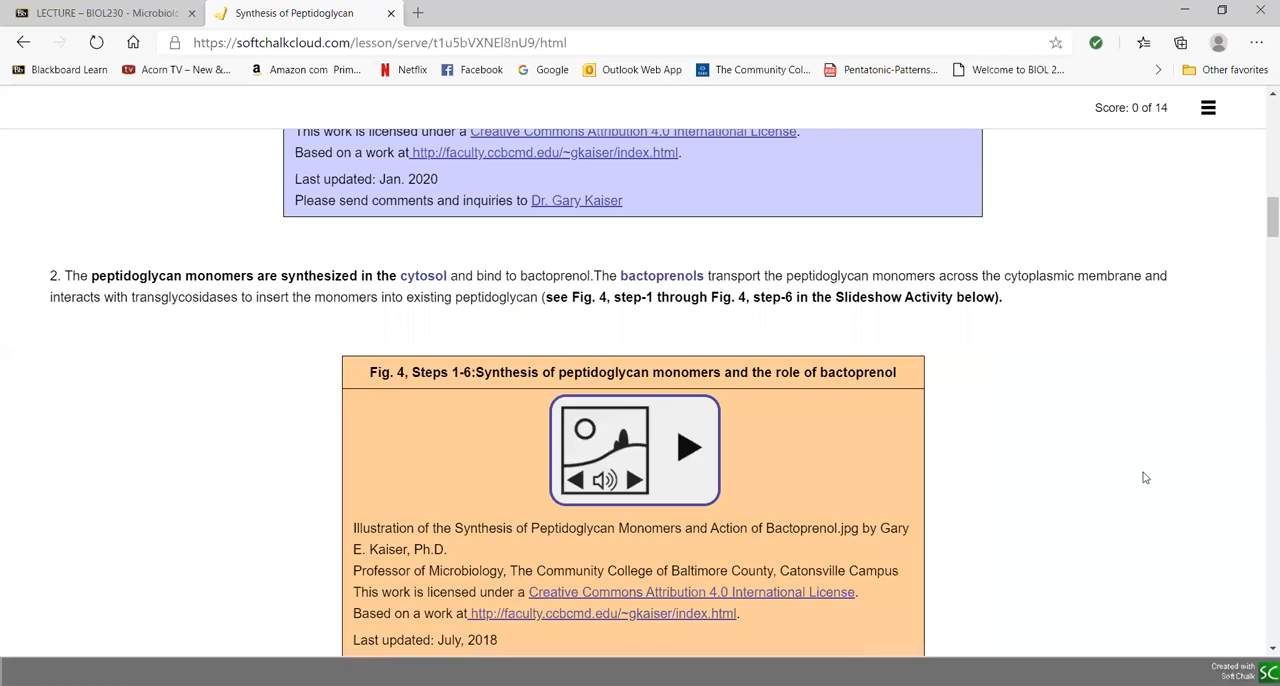 LECTURE – BIOL230 - Microbiol
Synthesis of Peptidoglycan
https://softchalkcloud.com/lesson/serve/t1u5bVXNEl8nU9/html
Blackboard Learn
Acorn TV – New &...
Amazon com Prim...
Netflix
Facebook
Google
Outlook Web App
The Community Col...
Pentatonic-Patterns...
Welcome to BIOL 2...
Other favorites
Score: 0 of 14
This work is licensed under a Creative Commons Attribution 4.0 International License.
Based on a work at http://faculty.ccbcmd.edu/~gkaiser/index.html.
Last updated: Jan. 2020
Please send comments and inquiries to Dr. Gary Kaiser
2. The peptidoglycan monomers are synthesized in the cytosol and bind to bactoprenol.The bactoprenols transport the peptidoglycan monomers across the cytoplasmic membrane and
interacts with transglycosidases to insert the monomers into existing peptidoglycan (see Fig. 4, step-1 through Fig. 4, step-6 in the Slideshow Activity below).
Fig. 4, Steps 1-6:Synthesis of peptidoglycan monomers and the role of bactoprenol
Illustration of the Synthesis of Peptidoglycan Monomers and Action of Bactoprenol.jpg by Gary
E. Kaiser, Ph.D.
Professor of Microbiology, The Community College of Baltimore County, Catonsville Campus
This work is licensed under a Creative Commons Attribution 4.0 International License.
Based on a work at http://faculty.ccbcmd.edu/~gkaiser/index.html.
Last updated: July, 2018
Created with
SoftChalk
SC